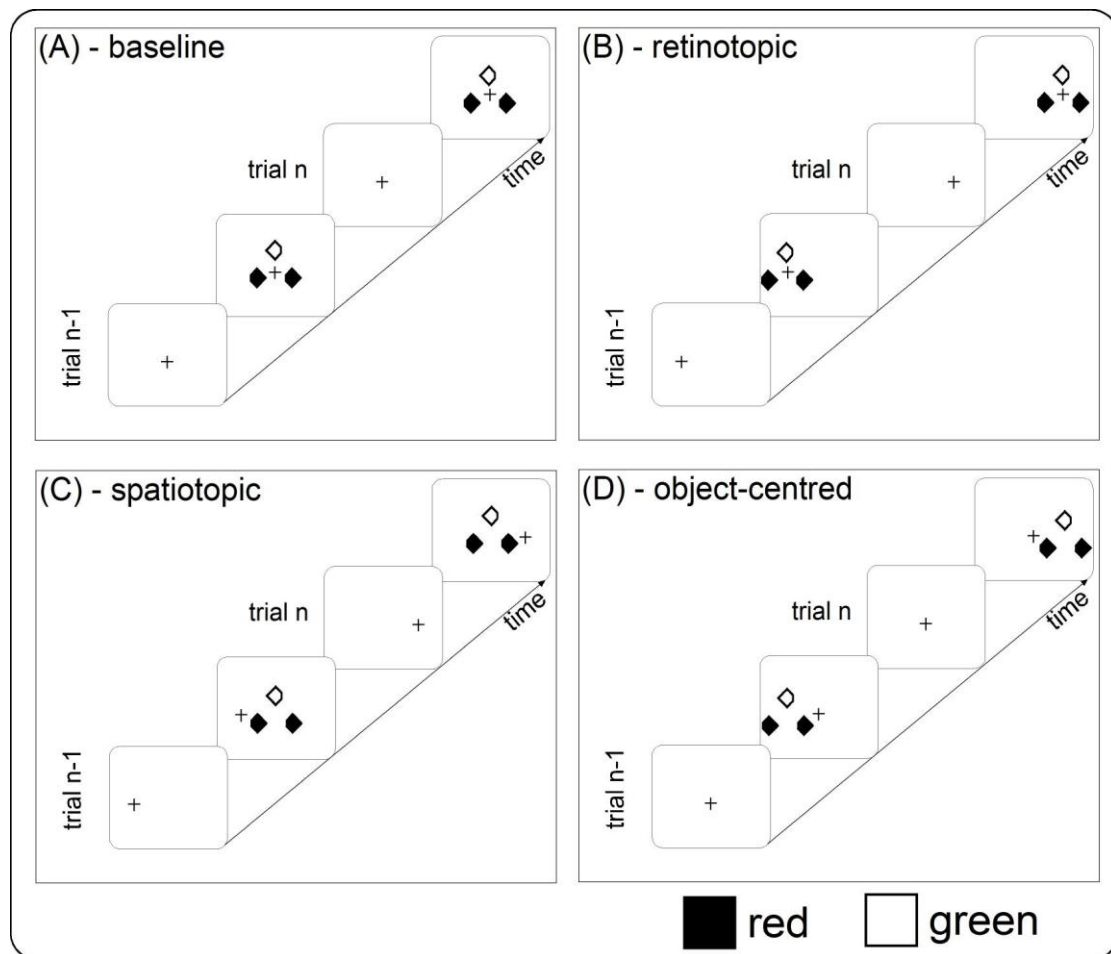 (A) - baseline
trial n
time
trial n-1
(B) - retinotopic
trial n
time
trial n-1
(C) - spatiotopic
trial n
time
trial n-1
(D) - object-centred
trial n
time
trial n-1
red
green